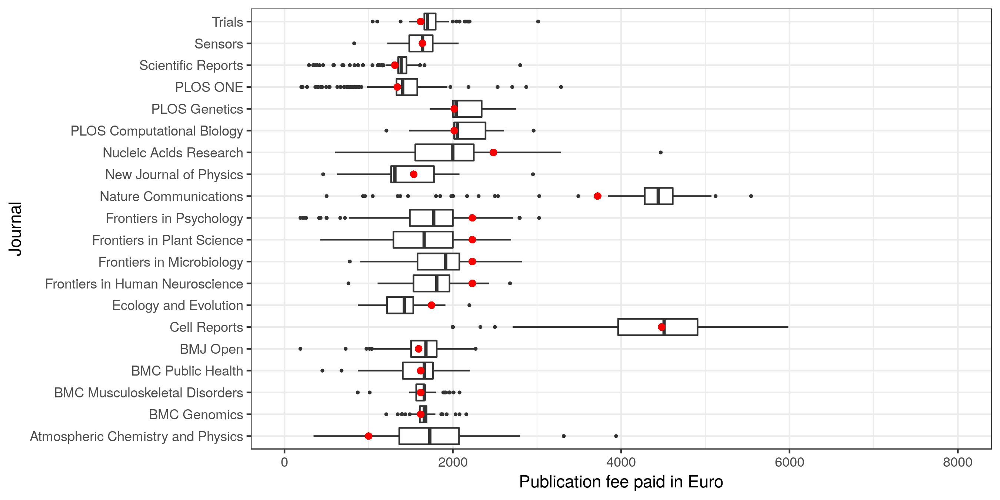 Trials
Sensors
Scientific Reports
PLOS ONE
PLOS Genetics
PLOS Computational Biology
Nucleic Acids Research
New Journal of Physics
Nature Communications
Frontiers in Psychology
Frontiers in Plant Science
Frontiers in Microbiology
Frontiers in Human Neuroscience
Ecology and Evolution
Cell Reports
BMJ Open
BMC Public Health
BMC Musculoskeletal Disorders
BMC Genomics
Atmospheric Chemistry and Physics
Journal
0 2000 4000 6000 8000
Publication fee paid in Euro